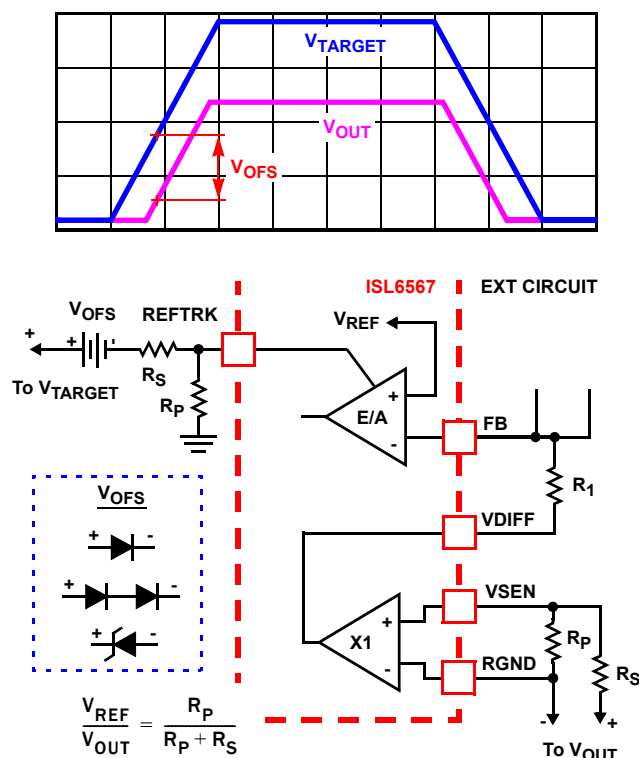 VTARGET
VOUT
VOFS
ISL6567
EXT CIRCUIT
VOFS
REFTRK
VREF
+
+
-
RS
To VTARGET
RP
+
E/A
-
FB
R1
VOFS
+
-
VDIFF
+
-
VSEN
+
X1
-
RP
RS
RGND
+
-
VREF
VOUT
=
RP
RP + RS
-
+
To VOUT